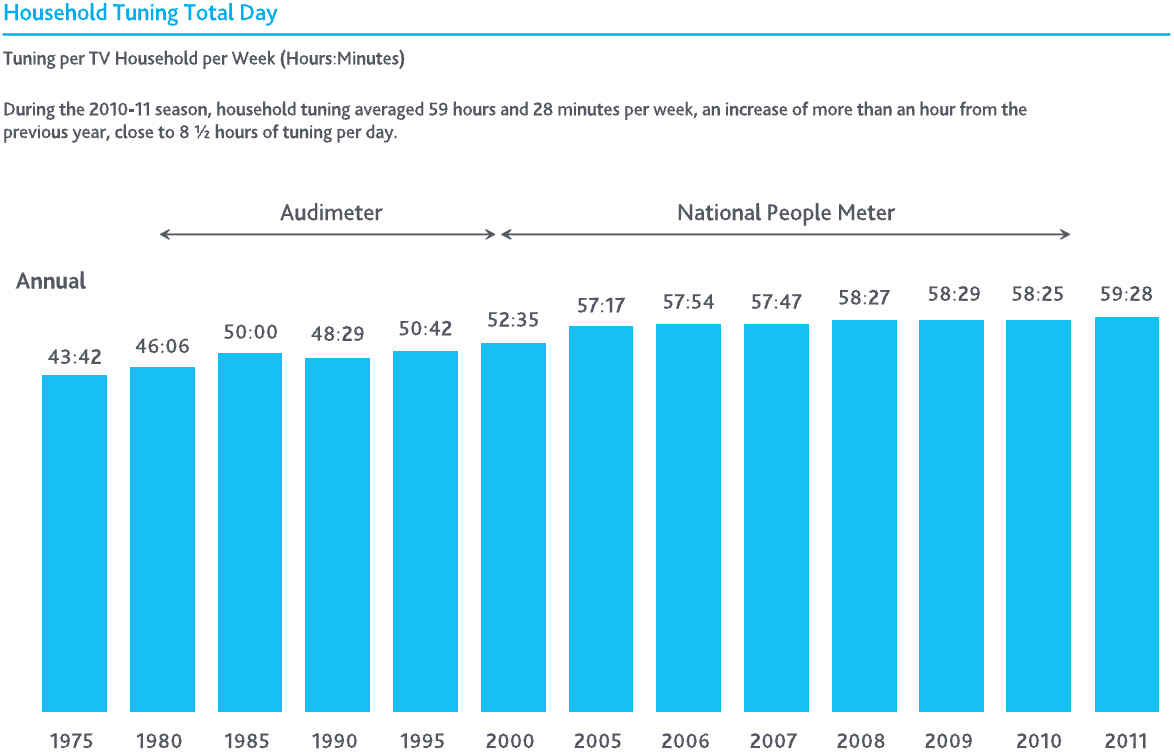 Household Tuning Total Day
Tuning per TV Household per Week (Hours:Minutes)
During the 2010-11 season, household tuning averaged 59 hours and 28 minutes per week, an increase of more than an hour from the
previous year, close to 8 ½ hours of tuning per day.
Audimeter National People Meter
Annual
43:42 46:06 50:00 48:29 50:42 52:35 57:17 57:54 57:47 58:27 58:29 58:25 59:28
1975 1980 1985 1990 1995 2000 2005 2006 2007 2008 2009 2010 2011